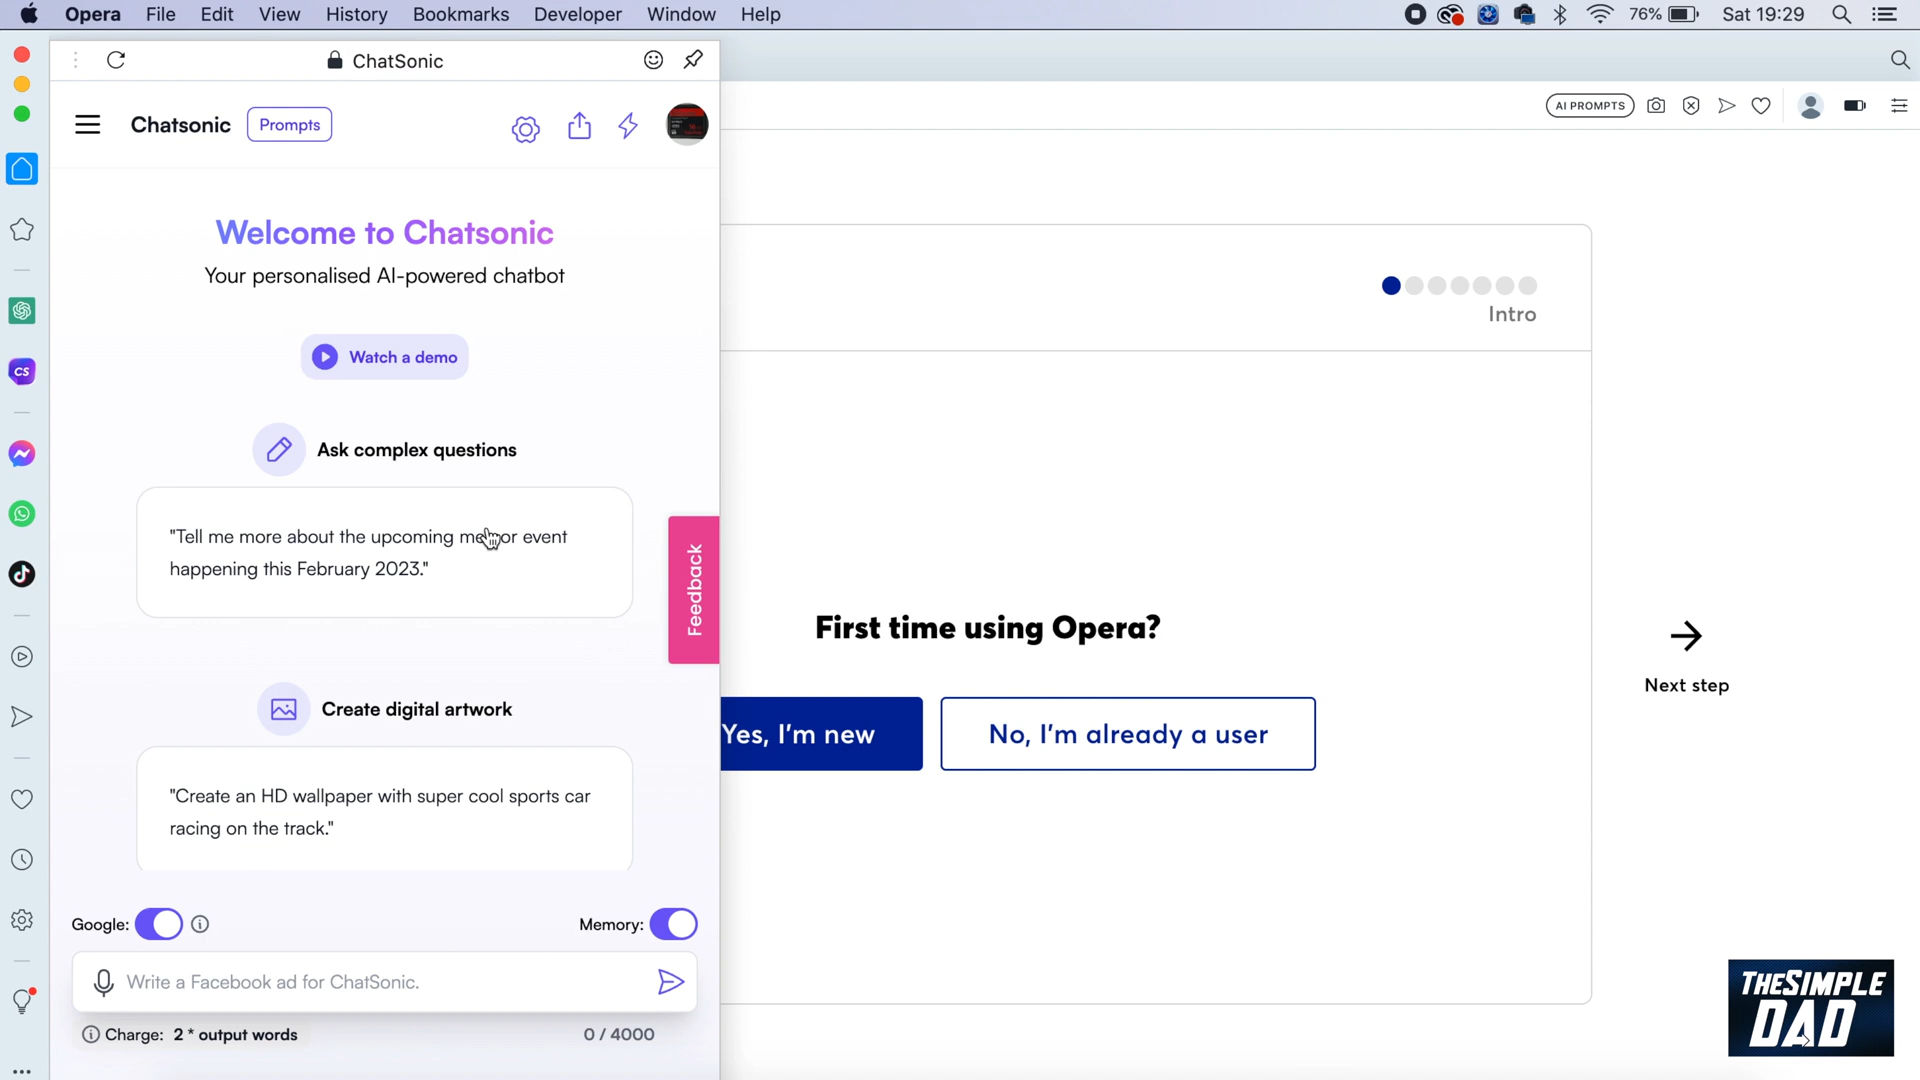 Opera File Edit View History Bookmarks Developer Window Help
76% Sat 19:29
ChatSonic
AI PROMPTS
Chatsonic Prompts
Welcome to Chatsonic
Your personalised AI-powered chatbot
Intro
Watch a demo
CS
Ask complex questions
"Tell me more about the upcoming or event
happening this February 2023."
Feedback
First time using Opera?
Next step
Create digital artwork
Yes, I'm new
No, I'm already a user
"Create an HD wallpaper with super cool sports car
racing on the track."
Google:
Memory:
Write a Facebook ad for ChatSonic.
Charge: 2 * output words
0 / 4000
THE SIMPLE
DAD